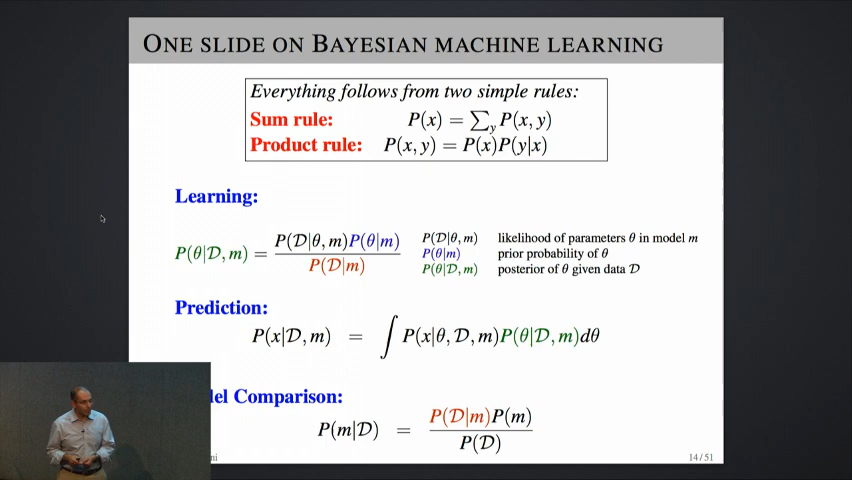 ONE SLIDE ON BAYESIAN MACHINE LEARNING
Everything follows from two simple rules:
Sum rule: P(x) = ∑_y P(x, y)
Product rule: P(x, y) = P(x)P(y|x)
Learning:
P(θ|𝒟, m) = P(𝒟|θ, m)P(θ|m) / P(𝒟|m)
P(𝒟|θ, m) likelihood of parameters θ in model m
P(θ|m) prior probability of θ
P(θ|𝒟, m) posterior of θ given data 𝒟
Prediction:
P(x|𝒟, m) = ∫ P(x|θ, 𝒟, m)P(θ|𝒟, m)dθ
del Comparison:
P(m|𝒟) = P(𝒟|m)P(m) / P(𝒟)
ni 14 / 51